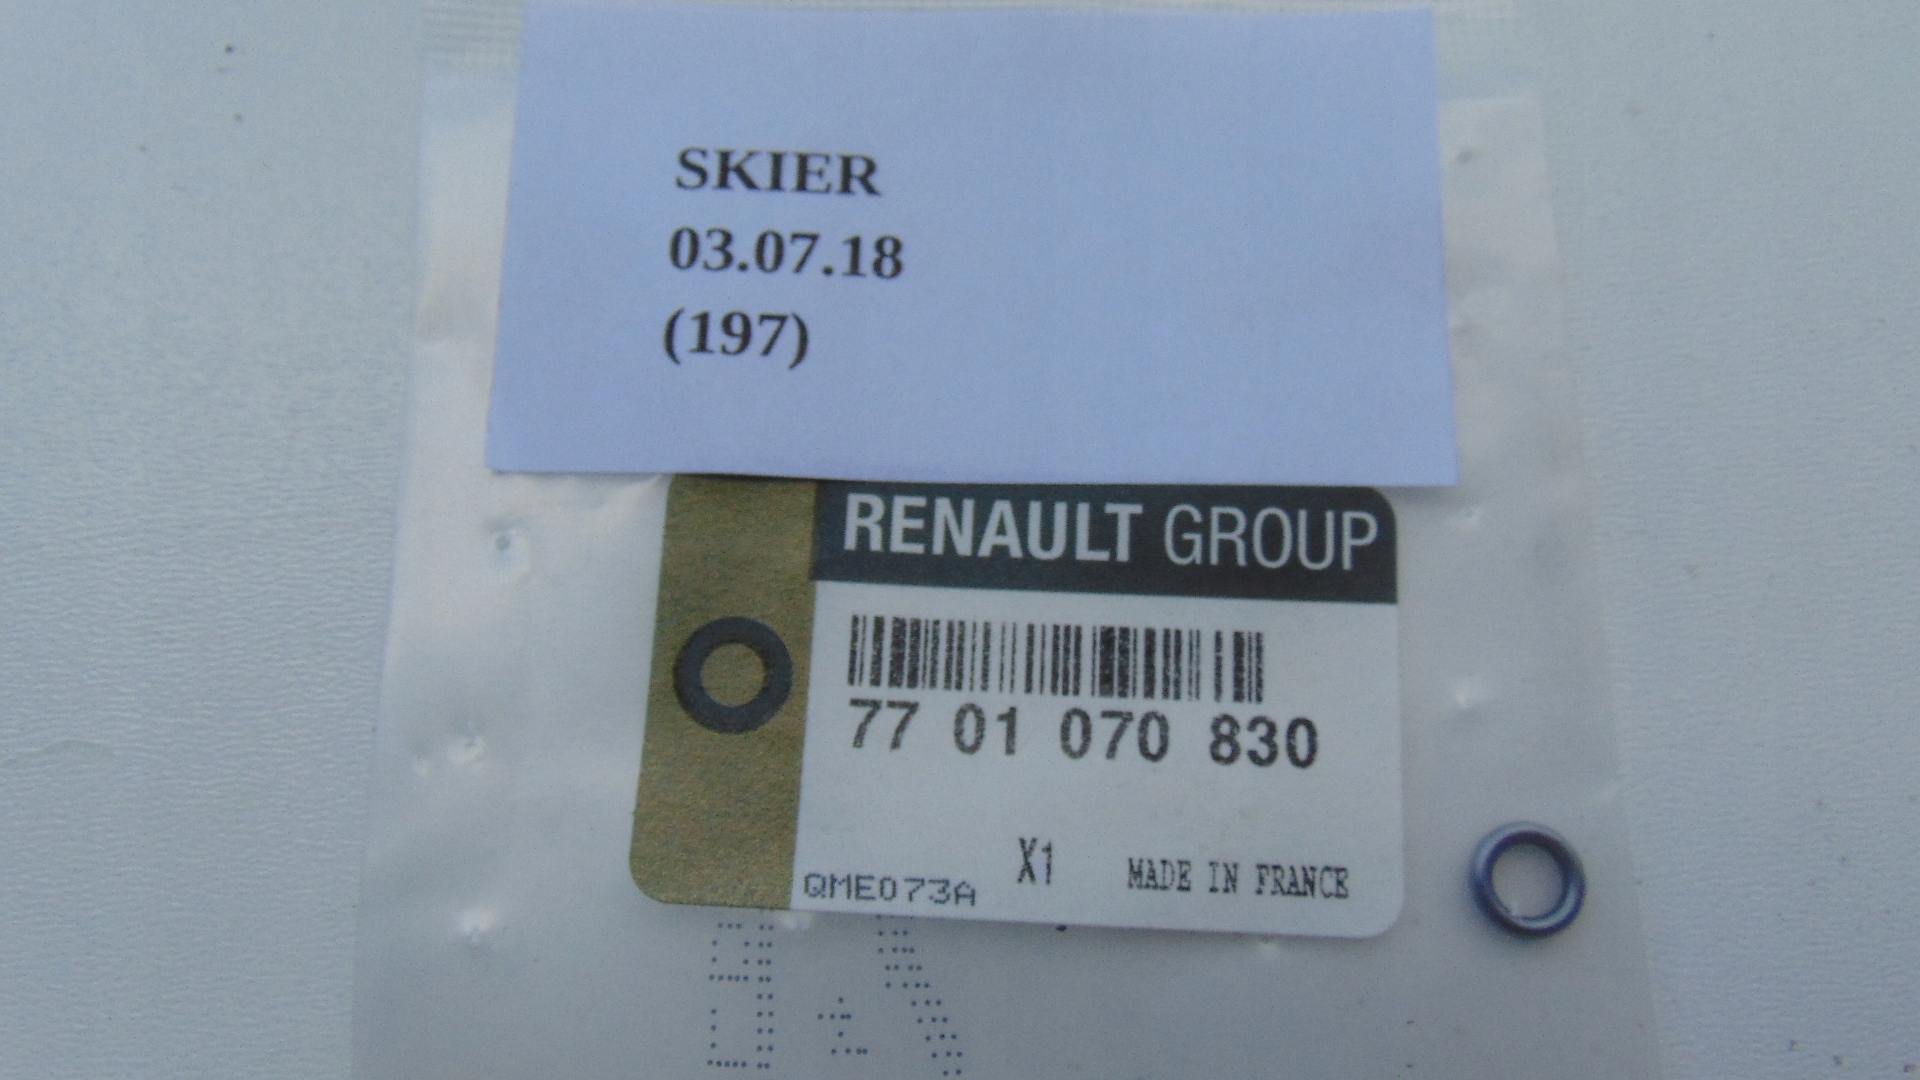 SKIER
03.07.18
(197)
RENAULT GROUP
77 01 070 830
X1
QME073A
MADE IN FRANCE